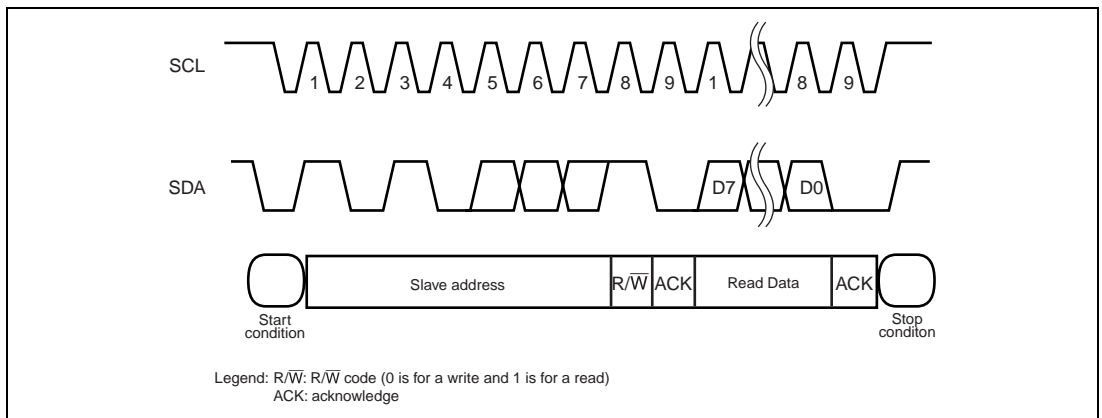 SCL
1 2 3 4 5 6 7 8 9 1 8 9
SDA
D7 D0
Slave address R/W̅ ACK Read Data ACK
Start
condition
Stop
conditon
Legend: R/W̅: R/W̅ code (0 is for a write and 1 is for a read)
ACK: acknowledge